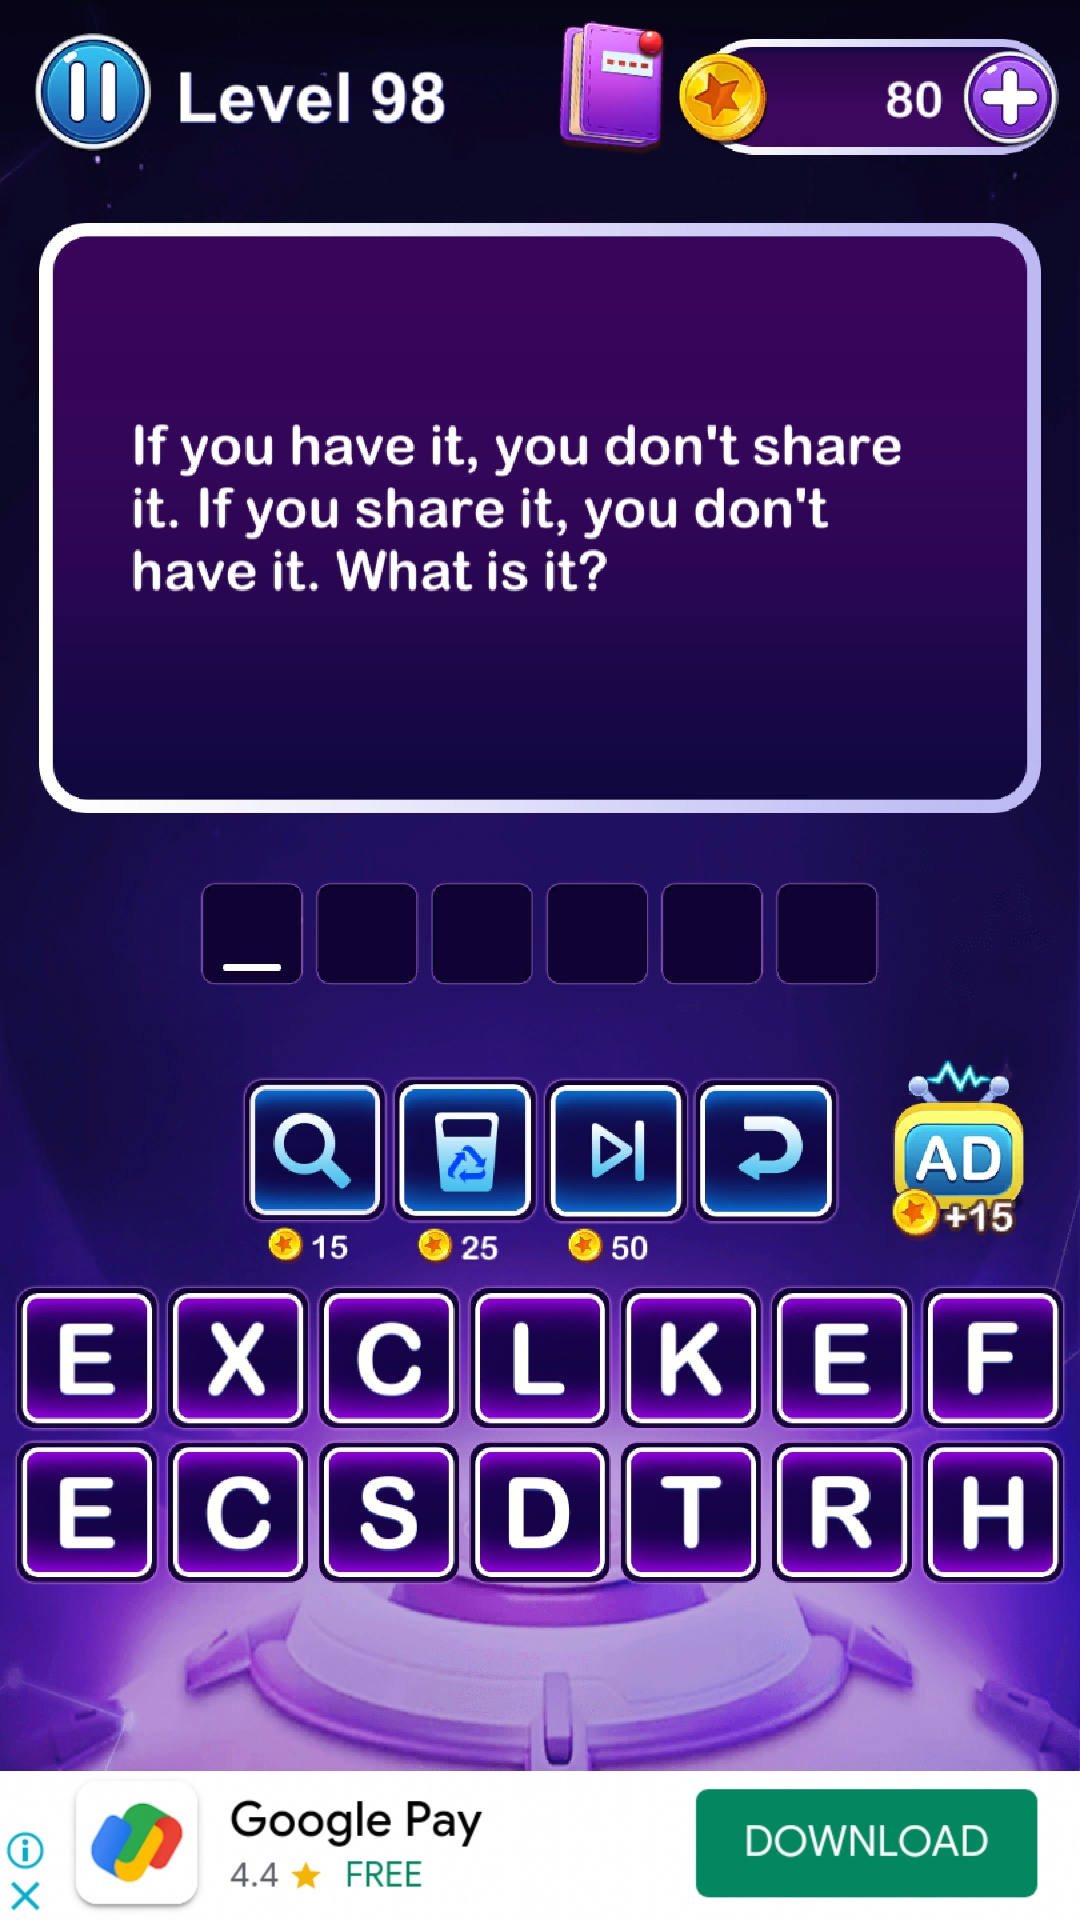 Level 98
80
If you have it, you don't share
it. If you share it, you don't
have it. What is it?
AD
+15
15 25 50
E X C L K E F
E C S D T R H
Google Pay
4.4 FREE
DOWNLOAD